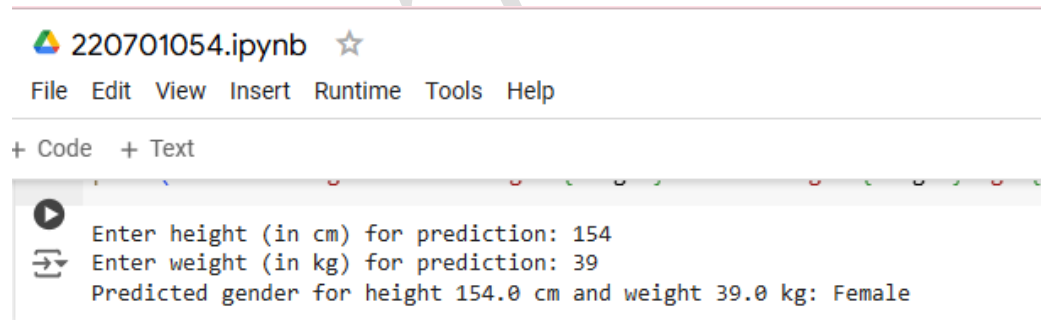 220701054.ipynb
File Edit View Insert Runtime Tools Help
+ Code + Text
Enter height (in cm) for prediction: 154
Enter weight (in kg) for prediction: 39
Predicted gender for height 154.0 cm and weight 39.0 kg: Female